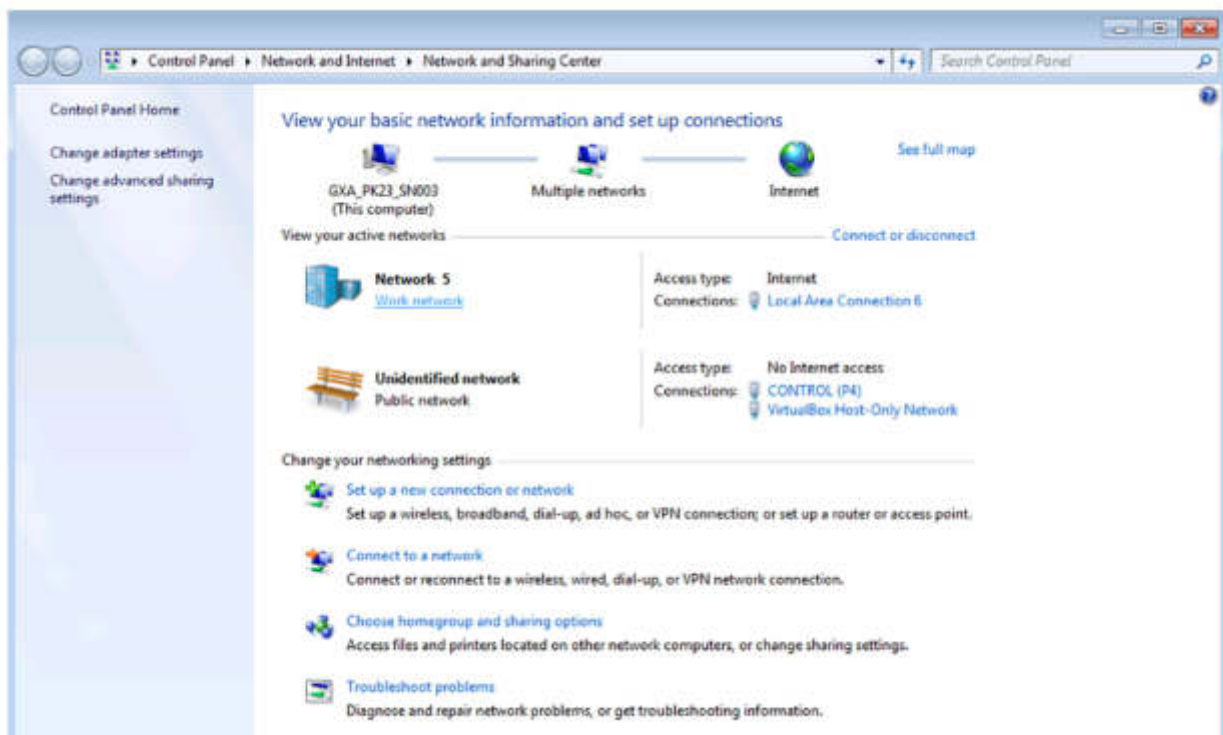 Control Panel ▸ Network and Internet ▸ Network and Sharing Center
Search Control Panel
Control Panel Home
Change adapter settings
Change advanced sharing
settings
View your basic network information and set up connections
See full map
GXA_PK23_SN003
(This computer)
Multiple networks
Internet
View your active networks
Connect or disconnect
Network 5
Work network
Access type: Internet
Connections: Local Area Connection 6
Unidentified network
Public network
Access type: No Internet access
Connections: CONTROL (P4)
VirtualBox Host-Only Network
Change your networking settings
Set up a new connection or network
Set up a wireless, broadband, dial-up, ad hoc, or VPN connection; or set up a router or access point.
Connect to a network
Connect or reconnect to a wireless, wired, dial-up, or VPN network connection.
Choose homegroup and sharing options
Access files and printers located on other network computers, or change sharing settings.
Troubleshoot problems
Diagnose and repair network problems, or get troubleshooting information.